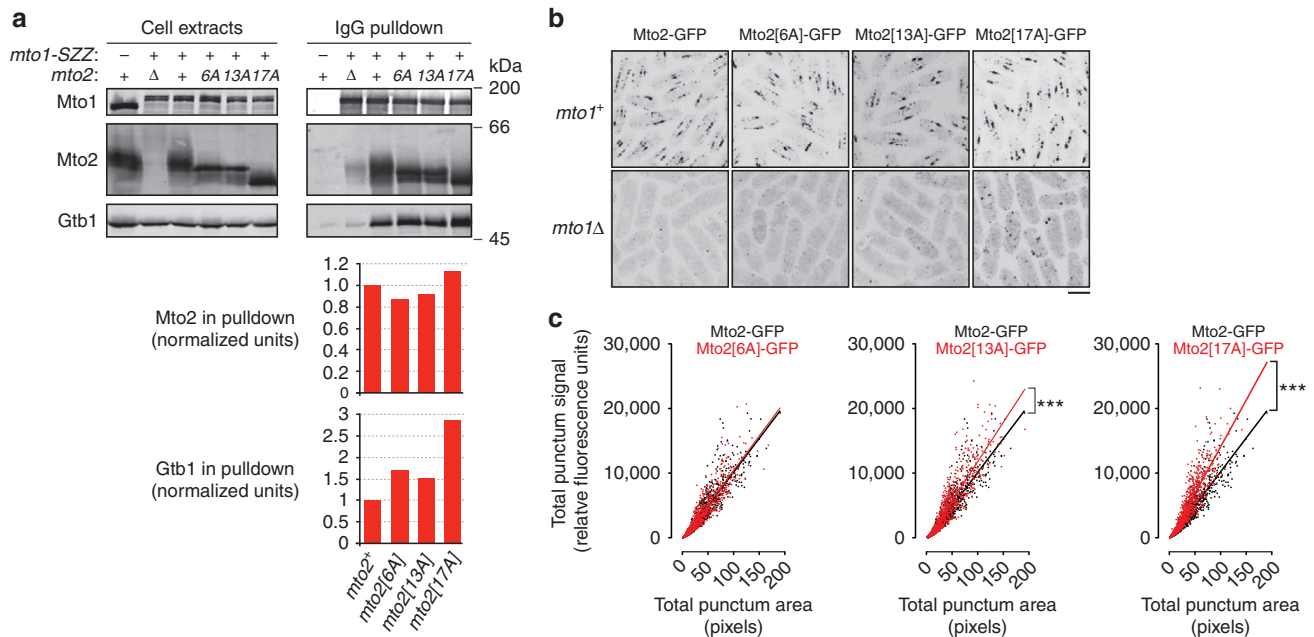 a
Cell extracts
IgG pulldown
mto1-SZZ: – + + + + + – + + + + +
mto2: + Δ + 6A 13A 17A + Δ + 6A 13A 17A
kDa
Mto1
200
66
Mto2
Gtb1
45
Mto2 in pulldown
(normalized units)
1.2
1.0
0.8
0.6
0.4
0.2
0
Gtb1 in pulldown
(normalized units)
3
2.5
2
1.5
1
0.5
0
mto2+
mto2[6A]
mto2[13A]
mto2[17A]
b
Mto2-GFP Mto2[6A]-GFP Mto2[13A]-GFP Mto2[17A]-GFP
mto1+
mto1Δ
c
Total punctum signal
(relatve fluorescence units)
Mto2-GFP
Mto2[6A]-GFP
30,000
20,000
10,000
0
0 50 100 150 200
Total punctum area
(pixels)
Mto2-GFP
Mto2[13A]-GFP
30,000
20,000
10,000
0
***
0 50 100 150 200
Total punctum area
(pixels)
Mto2-GFP
Mto2[17A]-GFP
30,000
20,000
10,000
0
***
0 50 100 150 200
Total punctum area
(pixels)